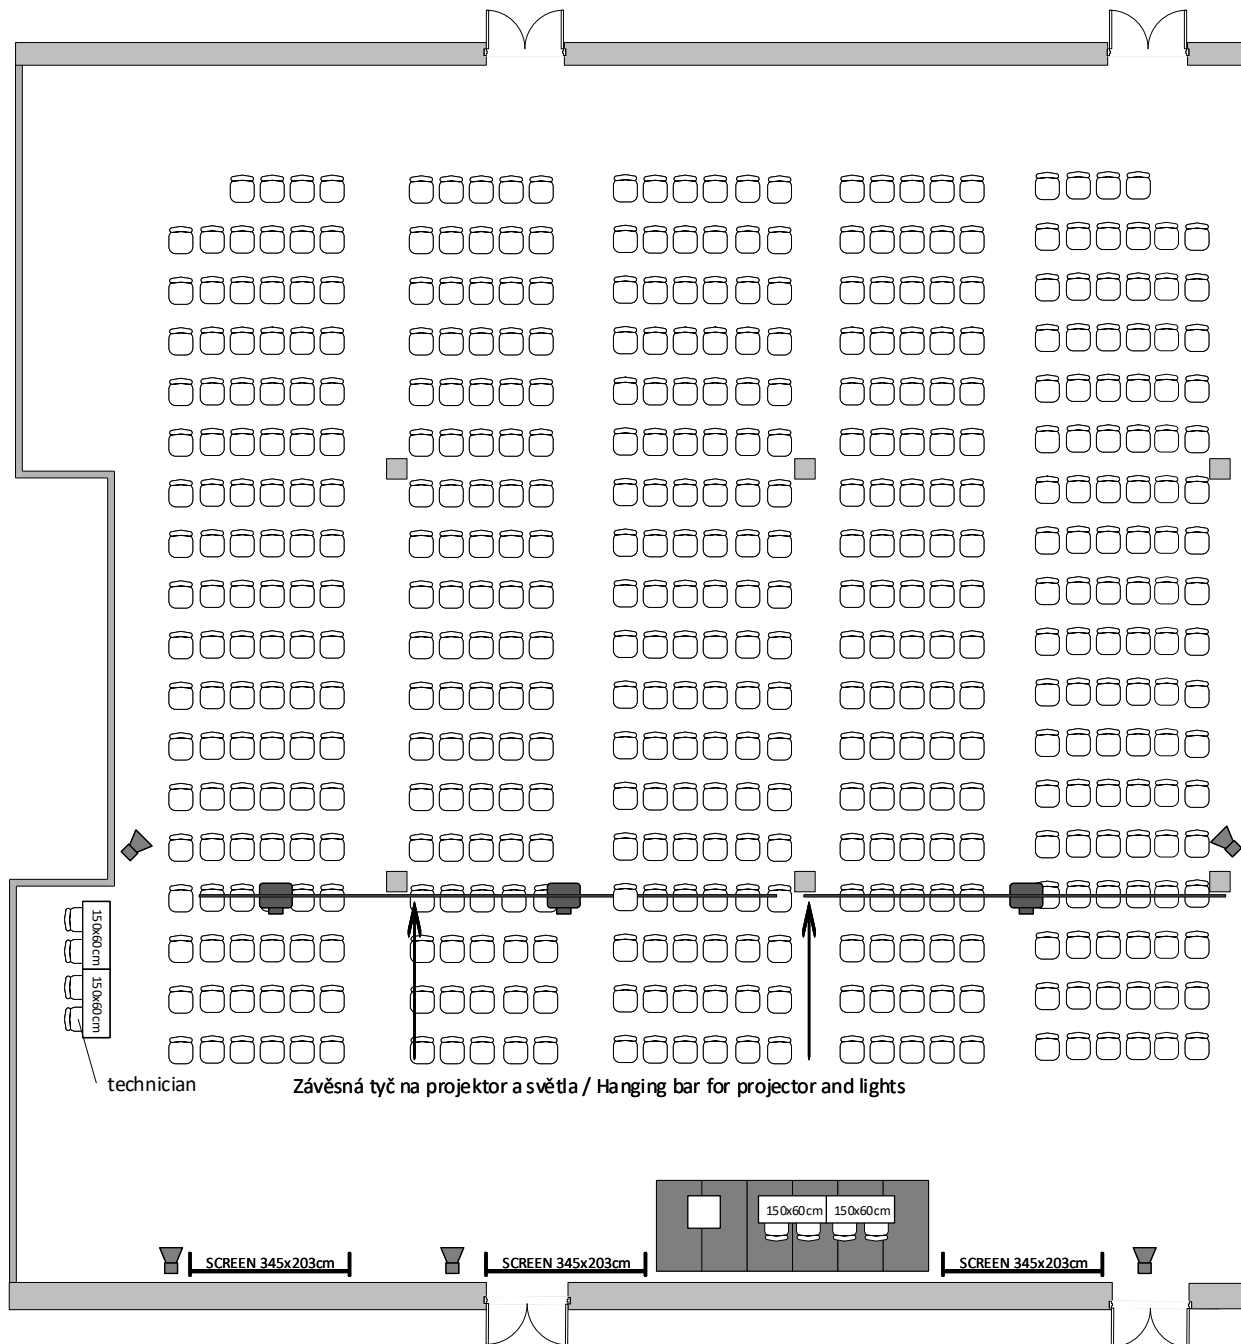 150x60cm
150x60cm
technician
Závěsná tyč na projektor a světla / Hanging bar for projector and lights
150x60cm
150x60cm
SCREEN 345x203cm
SCREEN 345x203cm
SCREEN 345x203cm